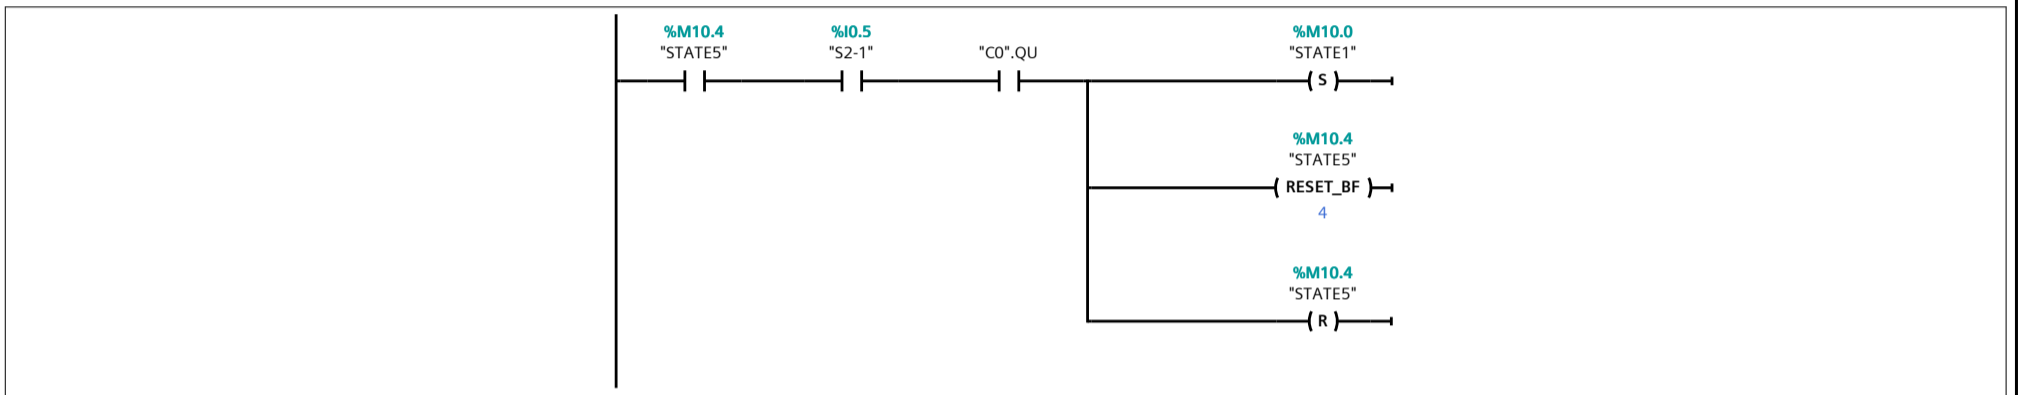 %M10.4 %I0.5 %M10.0
"STATE5" "S2-1" "C0".QU "STATE1"
S
%M10.4
"STATE5"
RESET_BF
4
%M10.4
"STATE5"
R